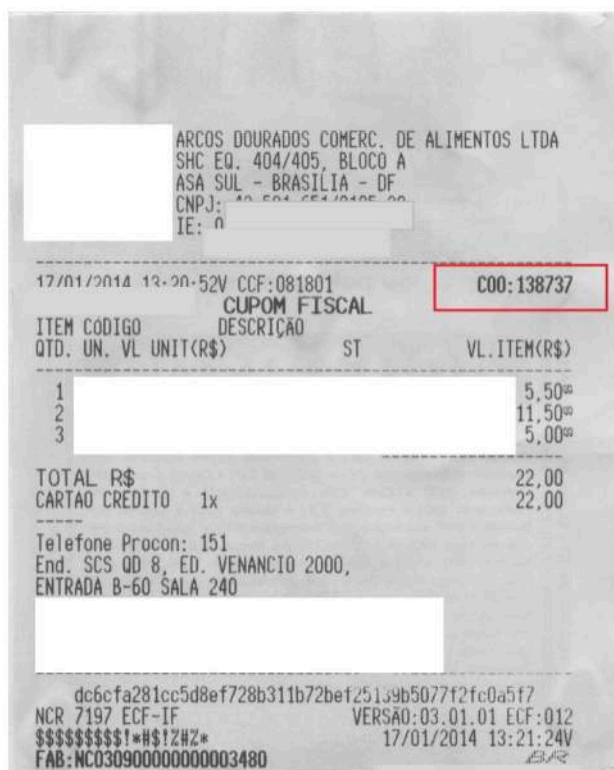 ARCOS DOURADOS COMERC. DE ALIMENTOS LTDA
SHC EQ. 404/405, BLOCO A
ASA SUL - BRASILIA - DF
CNPJ:
IE:
17/01/2014 13:20:52V CCF:081801 COO:138737
CUPOM FISCAL
ITEM CÓDIGO DESCRIÇÃO
QTD. UN. VL UNIT(R$) ST VL.ITEM(R$)
1 5,50
2 11,50
3 5,00
TOTAL R$ 22,00
CARTAO CREDITO 1x 22,00
Telefone Procon: 151
End. SCS QD 8, ED. VENANCIO 2000,
ENTRADA B-60 SALA 240
dc6cfa281cc5d8ef728b311b72bef25139b5077f2fc0a5f7
NCR 7197 ECF-IF VERSÃO:03.01.01 ECF:012
$$$$$$$$$!*#$!Z#Z* 17/01/2014 13:21:24V
FAB:NC030900000000003480 BR